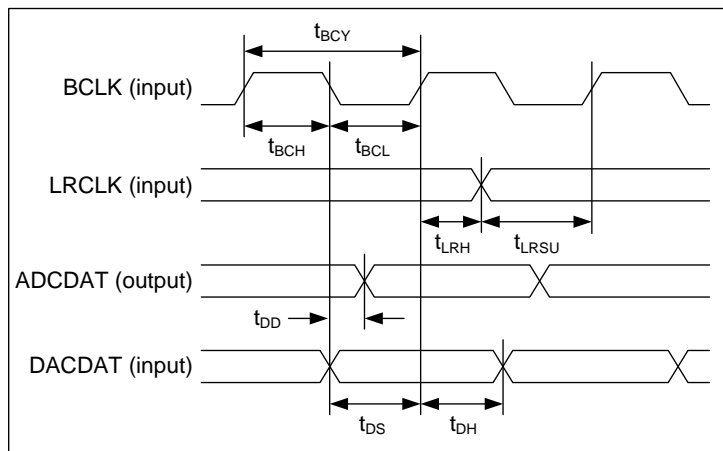 tBCY
BCLK (input)
tBCH
tBCL
LRCLK (input)
tLRH
tLRSU
ADCDAT (output)
tDD
DACDAT (input)
tDS
tDH